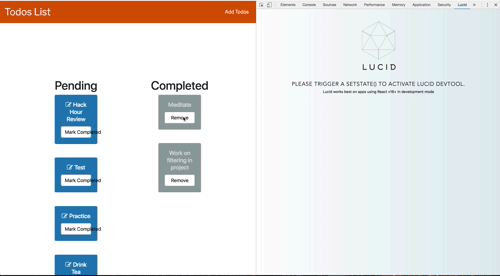 Todos List
Add Todos
Elements Console Sources Network Performance Memory Application Security Lucid
LUCID
PLEASE TRIGGER A SETSTATE() TO ACTIVATE LUCID DEVTOOL.
Lucid works best on apps using React v16+ in development mode
Pending
Hack
Hour
Review
Mark Completed
Test
Mark Completed
Practice
Mark Completed
Drink
Tea
Completed
Meditate
Remove
Work on
filtering in
project
Remove